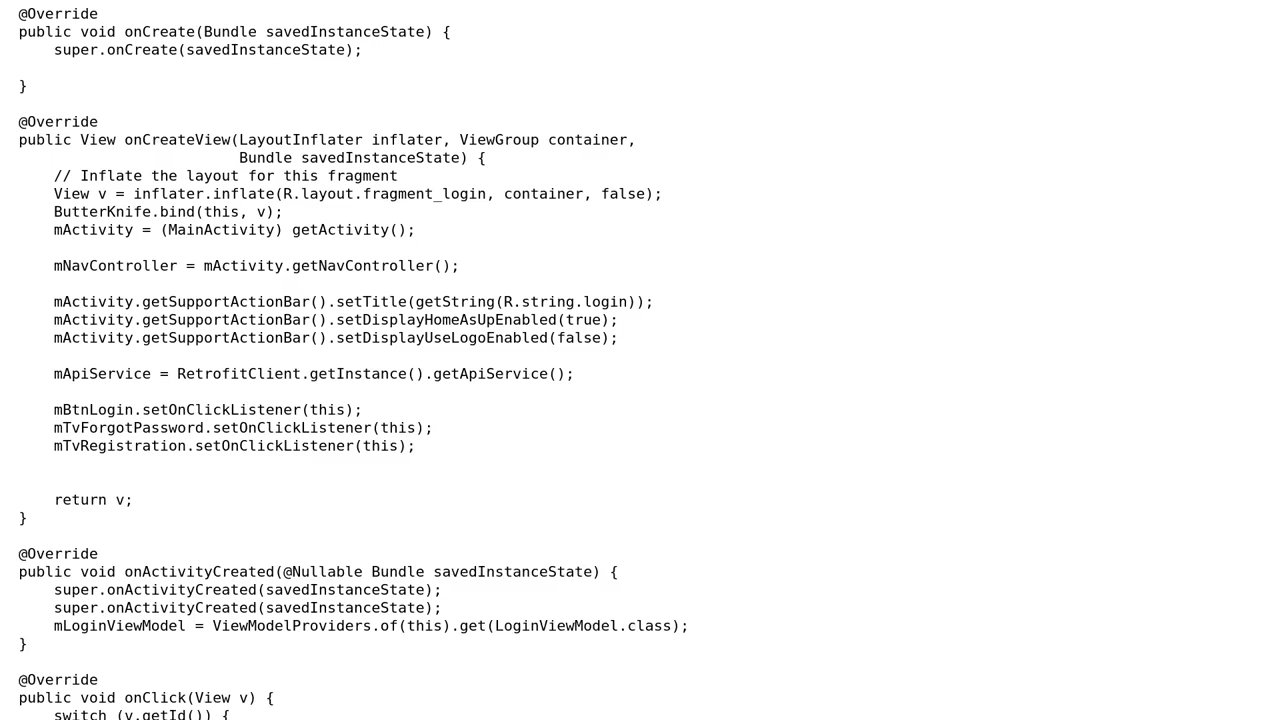 @Override
public void onCreate(Bundle savedInstanceState) {
    super.onCreate(savedInstanceState);

}

@Override
public View onCreateView(LayoutInflater inflater, ViewGroup container,
                         Bundle savedInstanceState) {
    // Inflate the layout for this fragment
    View v = inflater.inflate(R.layout.fragment_login, container, false);
    ButterKnife.bind(this, v);
    mActivity = (MainActivity) getActivity();

    mNavController = mActivity.getNavController();

    mActivity.getSupportActionBar().setTitle(getString(R.string.login));
    mActivity.getSupportActionBar().setDisplayHomeAsUpEnabled(true);
    mActivity.getSupportActionBar().setDisplayUseLogoEnabled(false);

    mApiService = RetrofitClient.getInstance().getApiService();

    mBtnLogin.setOnClickListener(this);
    mTvForgotPassword.setOnClickListener(this);
    mTvRegistration.setOnClickListener(this);


    return v;
}

@Override
public void onActivityCreated(@Nullable Bundle savedInstanceState) {
    super.onActivityCreated(savedInstanceState);
    super.onActivityCreated(savedInstanceState);
    mLoginViewModel = ViewModelProviders.of(this).get(LoginViewModel.class);
}

@Override
public void onClick(View v) {
    switch (v.getId()) {